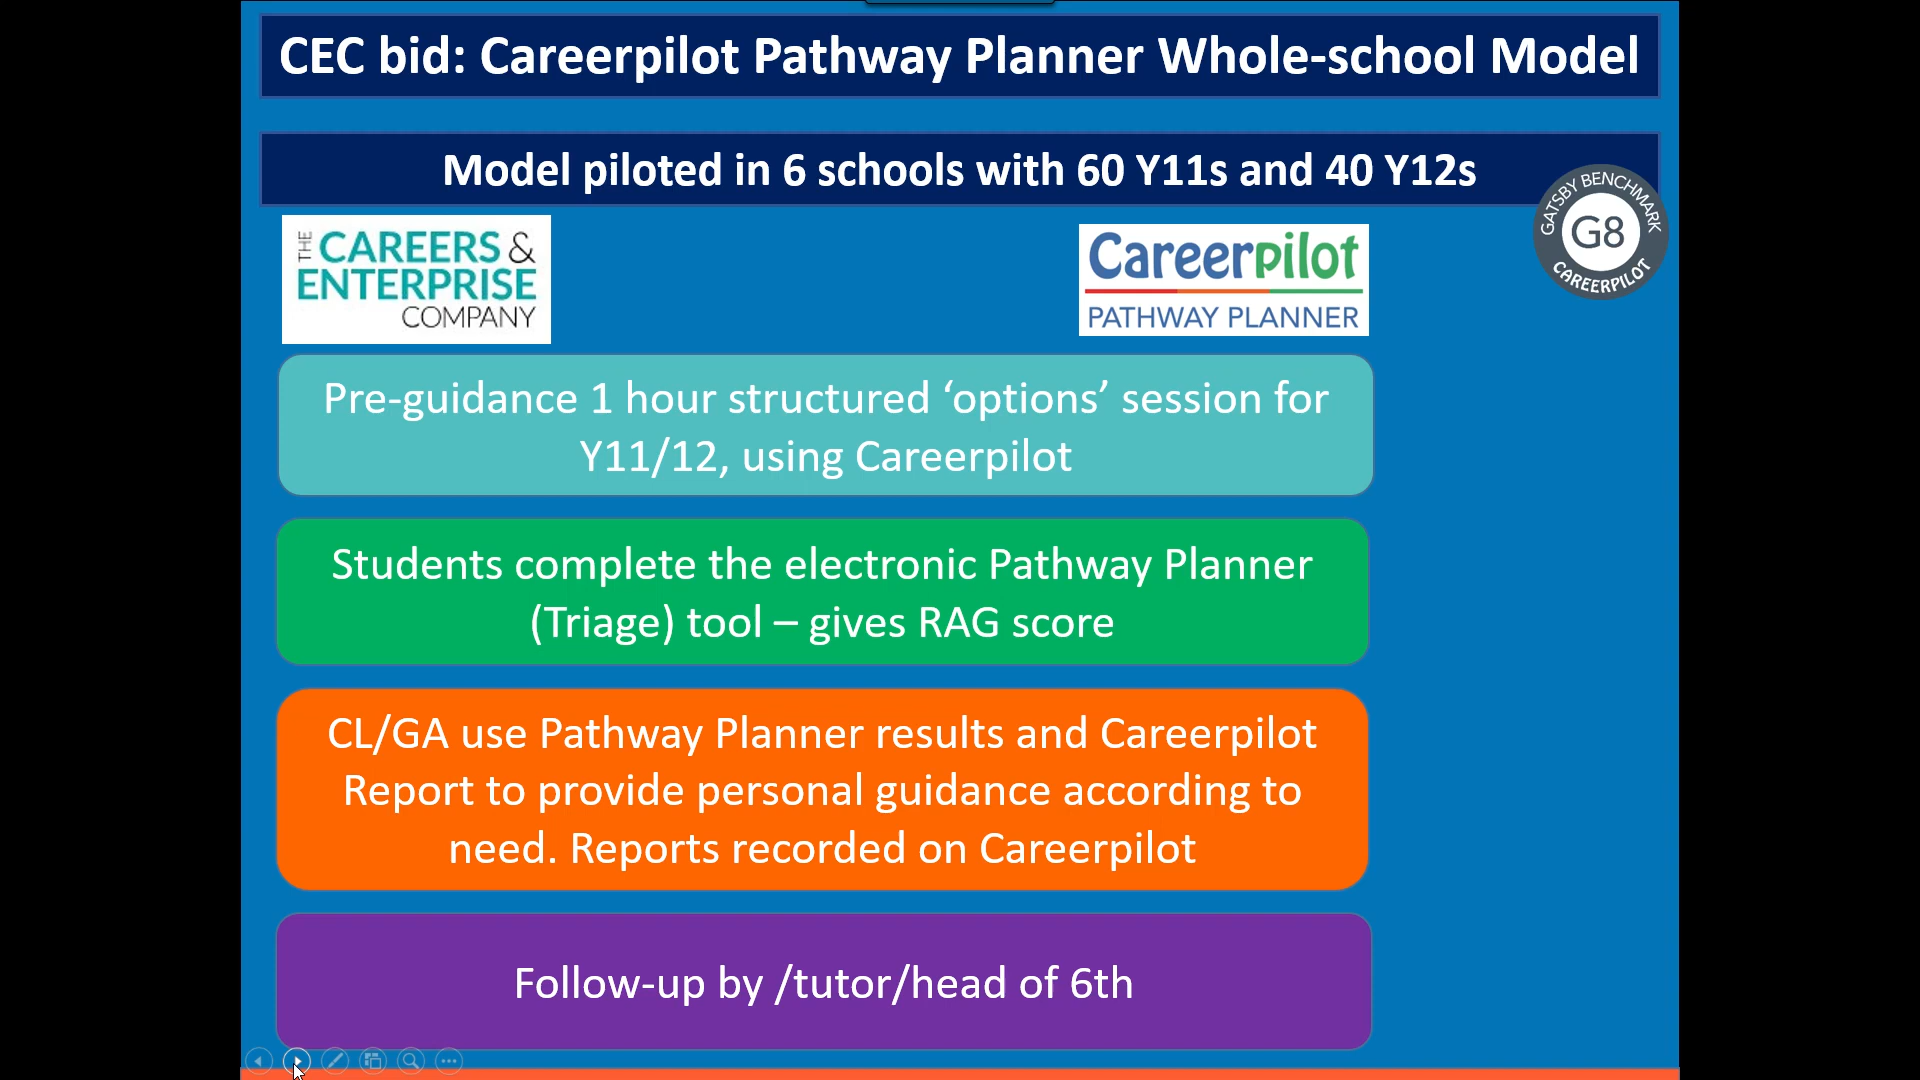 CEC bid: Careerpilot Pathway Planner Whole-school Model
Model piloted in 6 schools with 60 Y11s and 40 Y12s
THE CAREERS &
ENTERPRISE
COMPANY
Careerpilot
PATHWAY PLANNER
GATSBY BENCHMARK
G8
CAREERPILOT
Pre-guidance 1 hour structured ‘options’ session for
Y11/12, using Careerpilot
Students complete the electronic Pathway Planner
(Triage) tool – gives RAG score
CL/GA use Pathway Planner results and Careerpilot
Report to provide personal guidance according to
need. Reports recorded on Careerpilot
Follow-up by /tutor/head of 6th